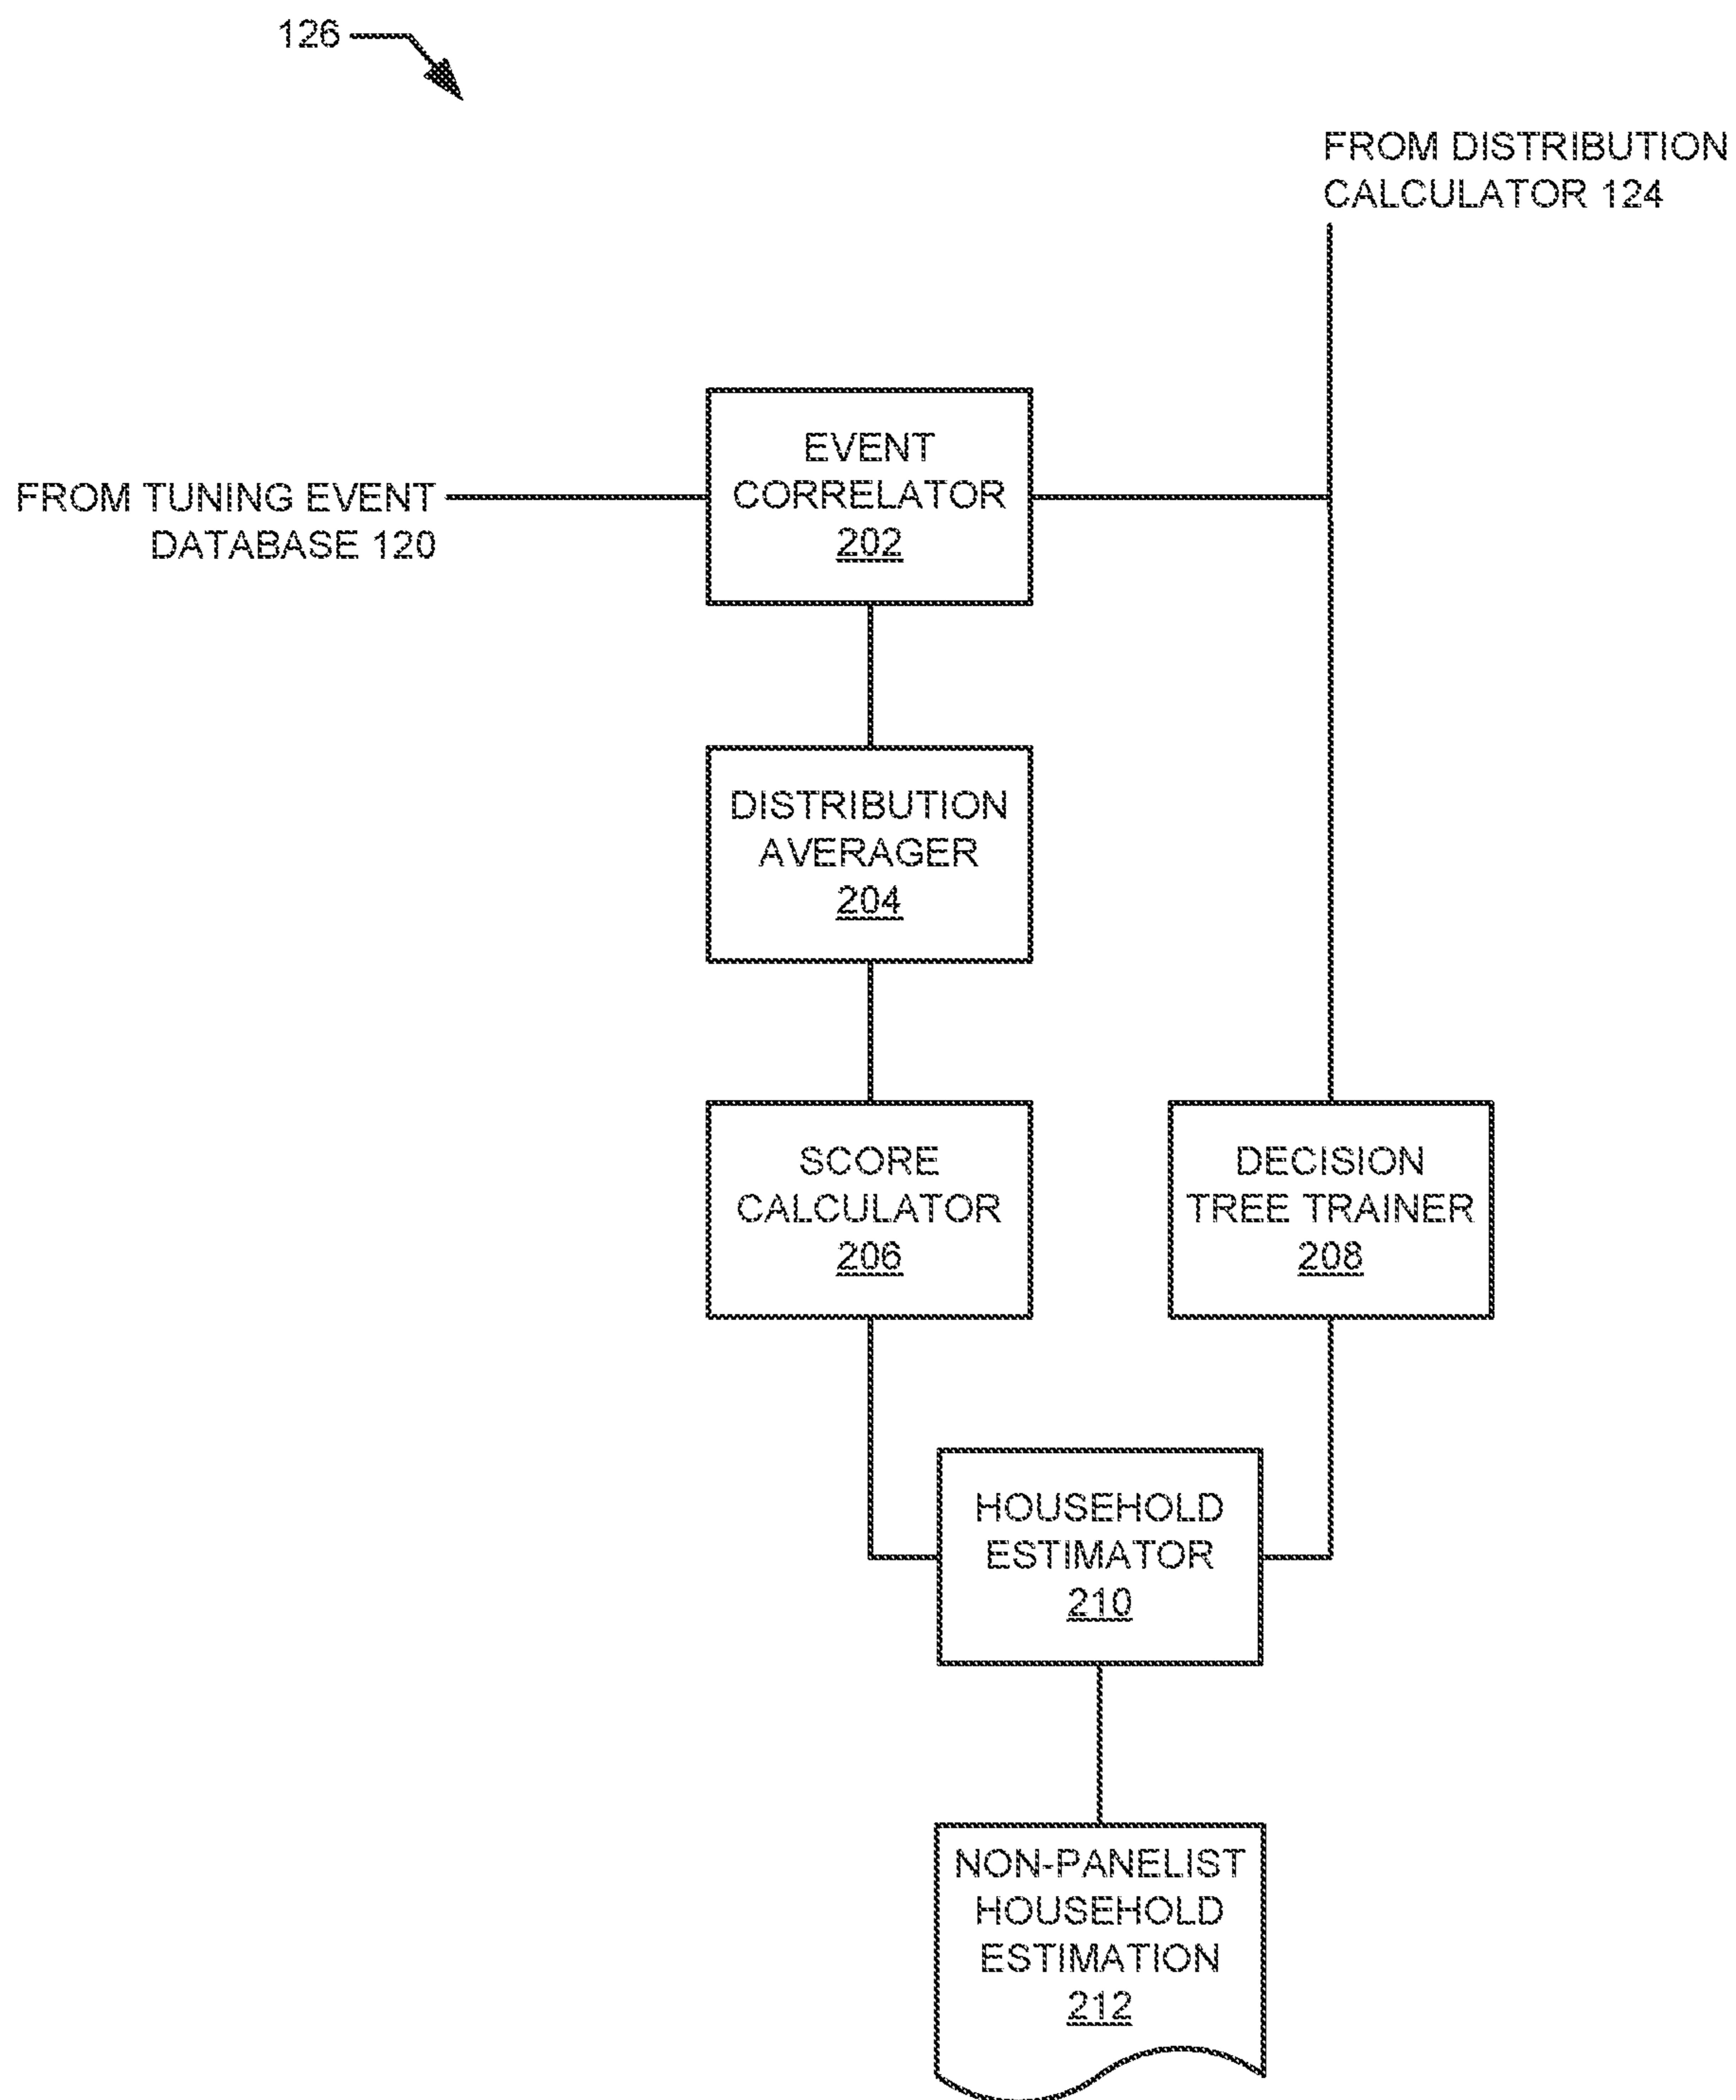 126
FROM DISTRIBUTION
CALCULATOR 124
EVENT
CORRELATOR
202
FROM TUNING EVENT
DATABASE 120
DISTRIBUTION
AVERAGER
204
SCORE
CALCULATOR
206
DECISION
TREE TRAINER
208
HOUSEHOLD
ESTIMATOR
210
NON-PANELIST
HOUSEHOLD
ESTIMATION
212